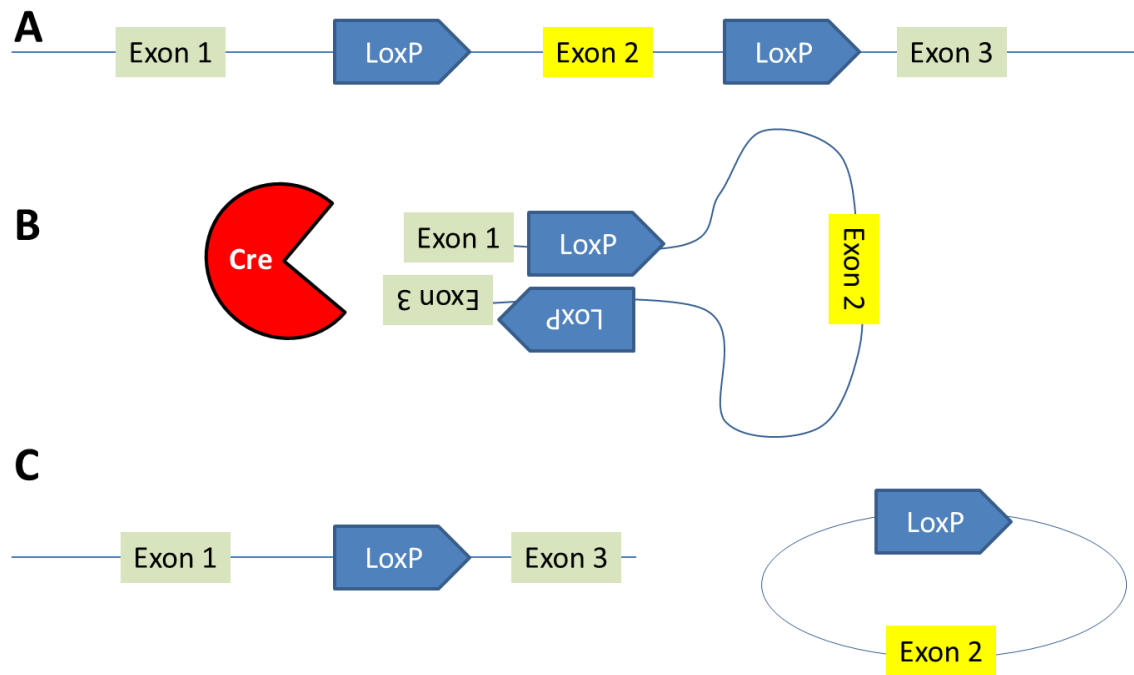 A
Exon 1 LoxP Exon 2 LoxP Exon 3
B
Cre
Exon 1 LoxP
Exon 2
Exon 3 LoxP
C
Exon 1 LoxP Exon 3
LoxP
Exon 2